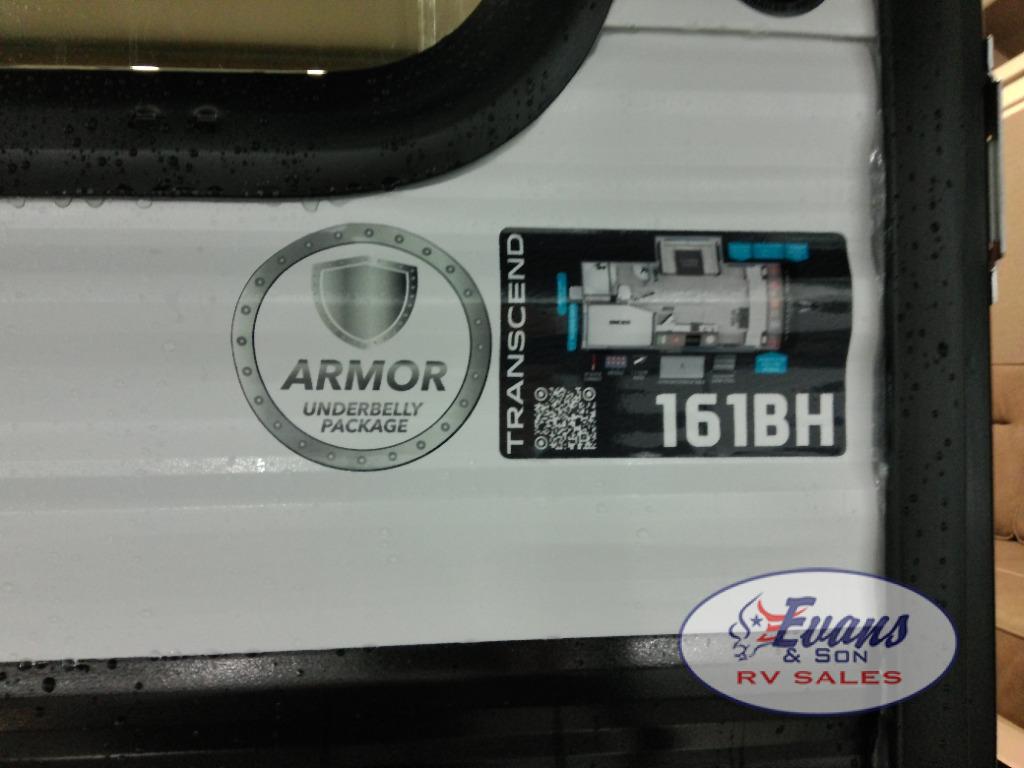 ARMOR
UNDERBELLY
PACKAGE
TRANSCEND
161BH
Evans
& SON
RV SALES